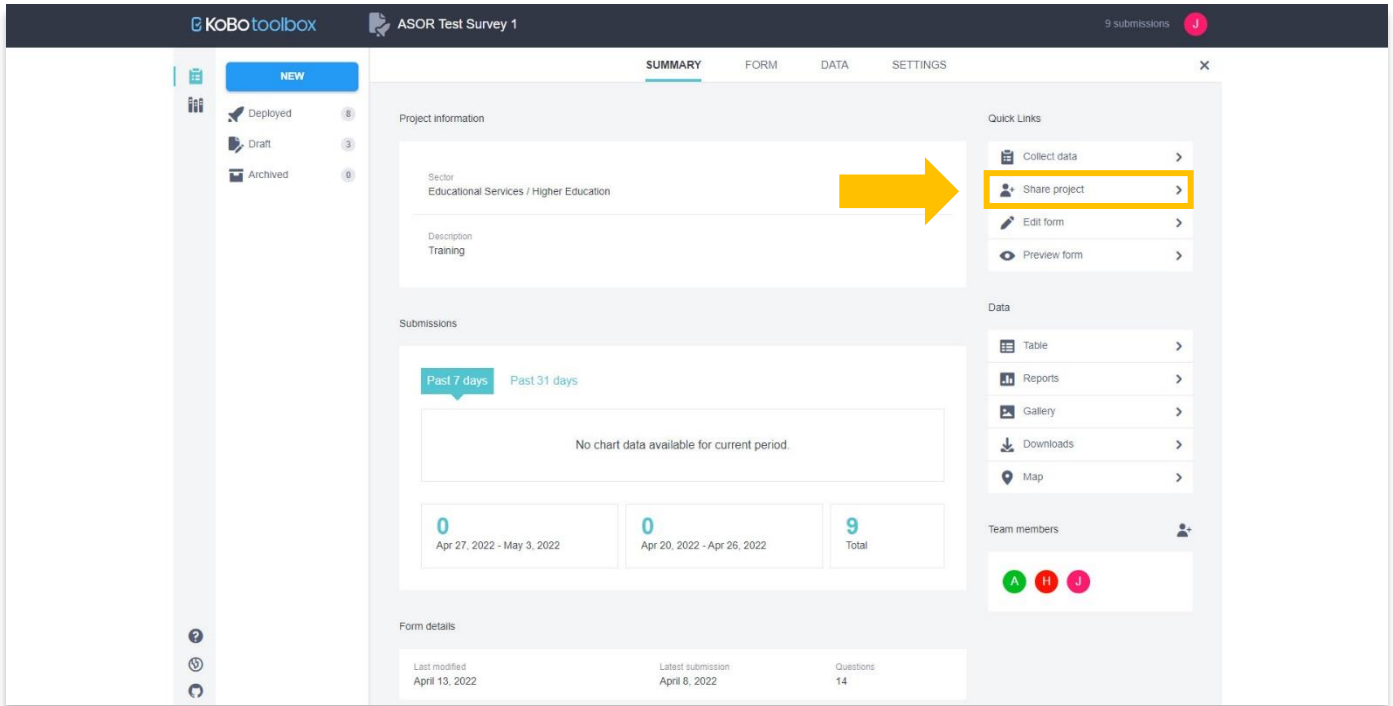 KoBotoolbox
ASOR Test Survey 1
9 submissions
J
NEW
Deployed 8
Draft 3
Archived 0
SUMMARY FORM DATA SETTINGS
Project information
Sector
Educational Services / Higher Education
Description
Training
Submissions
Past 7 days Past 31 days
No chart data available for current period.
0
Apr 27, 2022 - May 3, 2022
0
Apr 20, 2022 - Apr 26, 2022
9
Total
Form details
Last modified
April 13, 2022
Latest submission
April 8, 2022
Questions
14
Quick Links
Collect data
Share project
Edit form
Preview form
Data
Table
Reports
Gallery
Downloads
Map
Team members
A H J